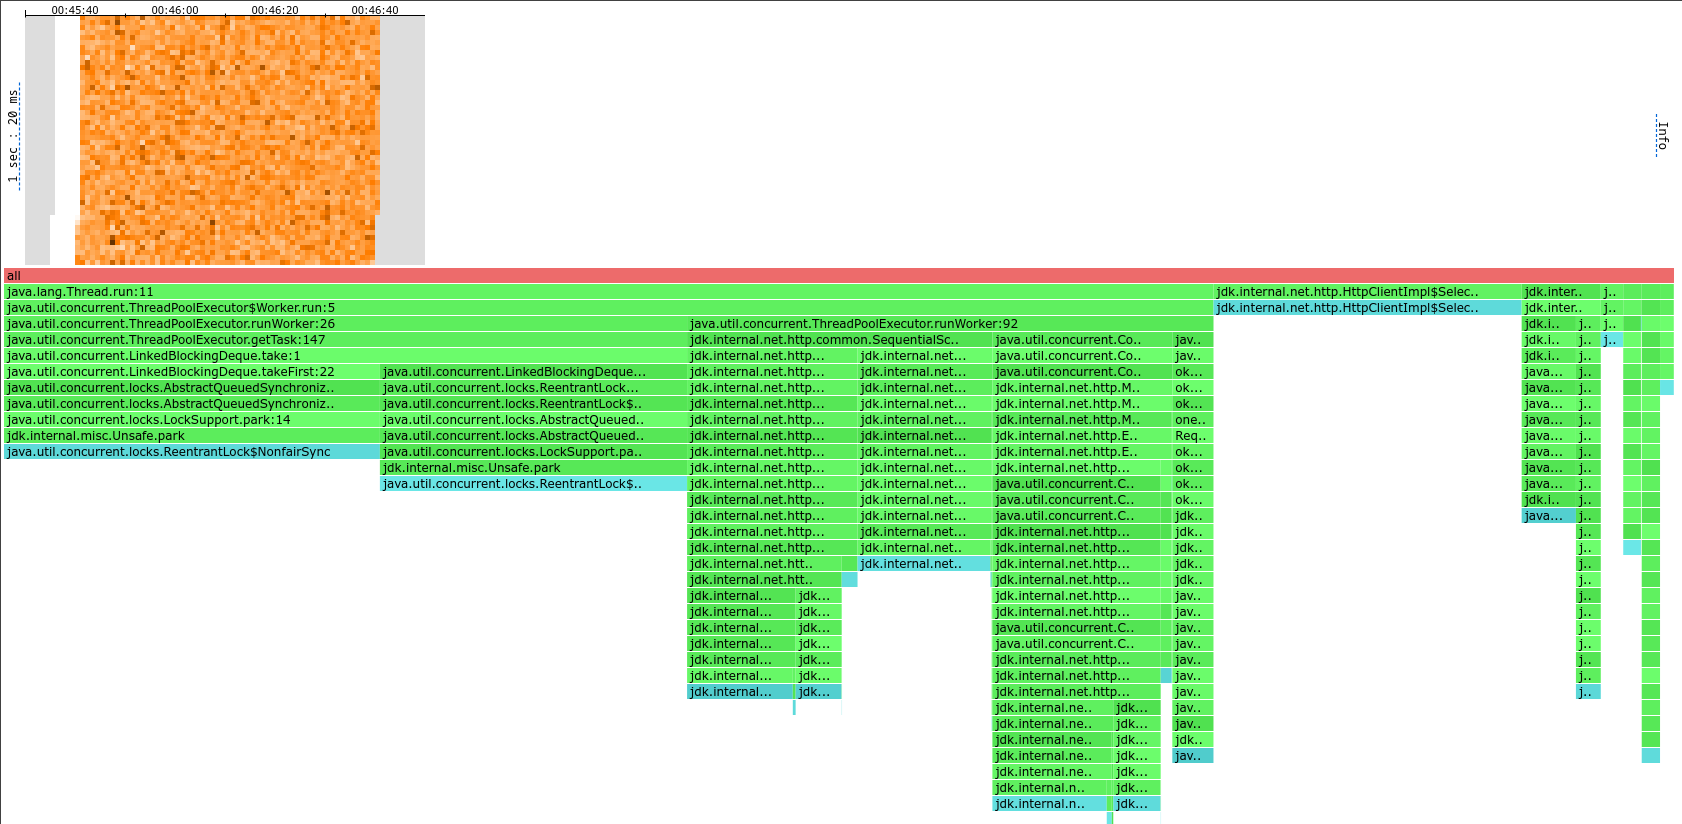 00:45:40 00:46:00 00:46:20 00:46:40
1 sec : 20 ms
Info
all
java.lang.Thread.run:11 jdk.internal.net.http.HttpClientImpl$Selec.. jdk.inter.. j..
java.util.concurrent.ThreadPoolExecutor$Worker.run:5 jdk.internal.net.http.HttpClientImpl$Selec.. jdk.inter.. j..
java.util.concurrent.ThreadPoolExecutor.runWorker:26 java.util.concurrent.ThreadPoolExecutor.runWorker:92 jdk.i.. j.. j..
java.util.concurrent.ThreadPoolExecutor.getTask:147 jdk.internal.net.http.common.SequentialSc.. java.util.concurrent.Co.. jav.. jdk.i.. j.. j..
java.util.concurrent.LinkedBlockingDeque.take:1 jdk.internal.net.http... jdk.internal.net... java.util.concurrent.Co.. jav.. jdk.i.. j..
java.util.concurrent.LinkedBlockingDeque.takeFirst:22 java.util.concurrent.LinkedBlockingDeque... jdk.internal.net.http... jdk.internal.net... java.util.concurrent.Co.. ok... java... j..
java.util.concurrent.locks.AbstractQueuedSynchroniz.. java.util.concurrent.locks.ReentrantLock... jdk.internal.net.http... jdk.internal.net... jdk.internal.net.http.M.. ok... java... j..
java.util.concurrent.locks.AbstractQueuedSynchroniz.. java.util.concurrent.locks.ReentrantLock$.. jdk.internal.net.http... jdk.internal.net... jdk.internal.net.http.M.. ok... java... j..
java.util.concurrent.locks.LockSupport.park:14 java.util.concurrent.locks.AbstractQueued.. jdk.internal.net.http... jdk.internal.net... jdk.internal.net.http.M.. one.. java... j..
jdk.internal.misc.Unsafe.park java.util.concurrent.locks.AbstractQueued.. jdk.internal.net.http... jdk.internal.net... jdk.internal.net.http.E.. Req.. java... j..
java.util.concurrent.locks.ReentrantLock$NonfairSync java.util.concurrent.locks.LockSupport.pa.. jdk.internal.net.http... jdk.internal.net... jdk.internal.net.http.E.. ok... java... j..
jdk.internal.misc.Unsafe.park jdk.internal.net.http... jdk.internal.net... jdk.internal.net.http... ok... java... j..
java.util.concurrent.locks.ReentrantLock$.. jdk.internal.net.http... jdk.internal.net... java.util.concurrent.C.. ok... java... j..
jdk.internal.net.http... jdk.internal.net... java.util.concurrent.C.. ok... jdk.i.. j..
jdk.internal.net.http... jdk.internal.net... java.util.concurrent.C.. jdk.. java... j..
jdk.internal.net.http... jdk.internal.net... jdk.internal.net.http... jdk.. j..
jdk.internal.net.http... jdk.internal.net.. jdk.internal.net.http... jdk.. j..
jdk.internal.net.htt.. jdk.internal.net.. jdk.internal.net.http... jdk.. j..
jdk.internal.net.htt.. jdk.internal.net.http... jdk.. j..
jdk.internal... jdk... jdk.internal.net.http... jav.. j..
jdk.internal... jdk... jdk.internal.net.http... jav.. j..
jdk.internal... jdk... java.util.concurrent.C.. jav.. j..
jdk.internal... jdk... java.util.concurrent.C.. jav.. j..
jdk.internal... jdk... jdk.internal.net.http... jav.. j..
jdk.internal... jdk... jdk.internal.net.http... jav.. j..
jdk.internal... jdk... jdk.internal.net.http... jav.. j..
jdk.internal.ne.. jdk... jav..
jdk.internal.ne.. jdk... jav..
jdk.internal.ne.. jdk... jdk..
jdk.internal.ne.. jdk... jav..
jdk.internal.ne.. jdk...
jdk.internal.n.. jdk...
jdk.internal.n.. jdk...